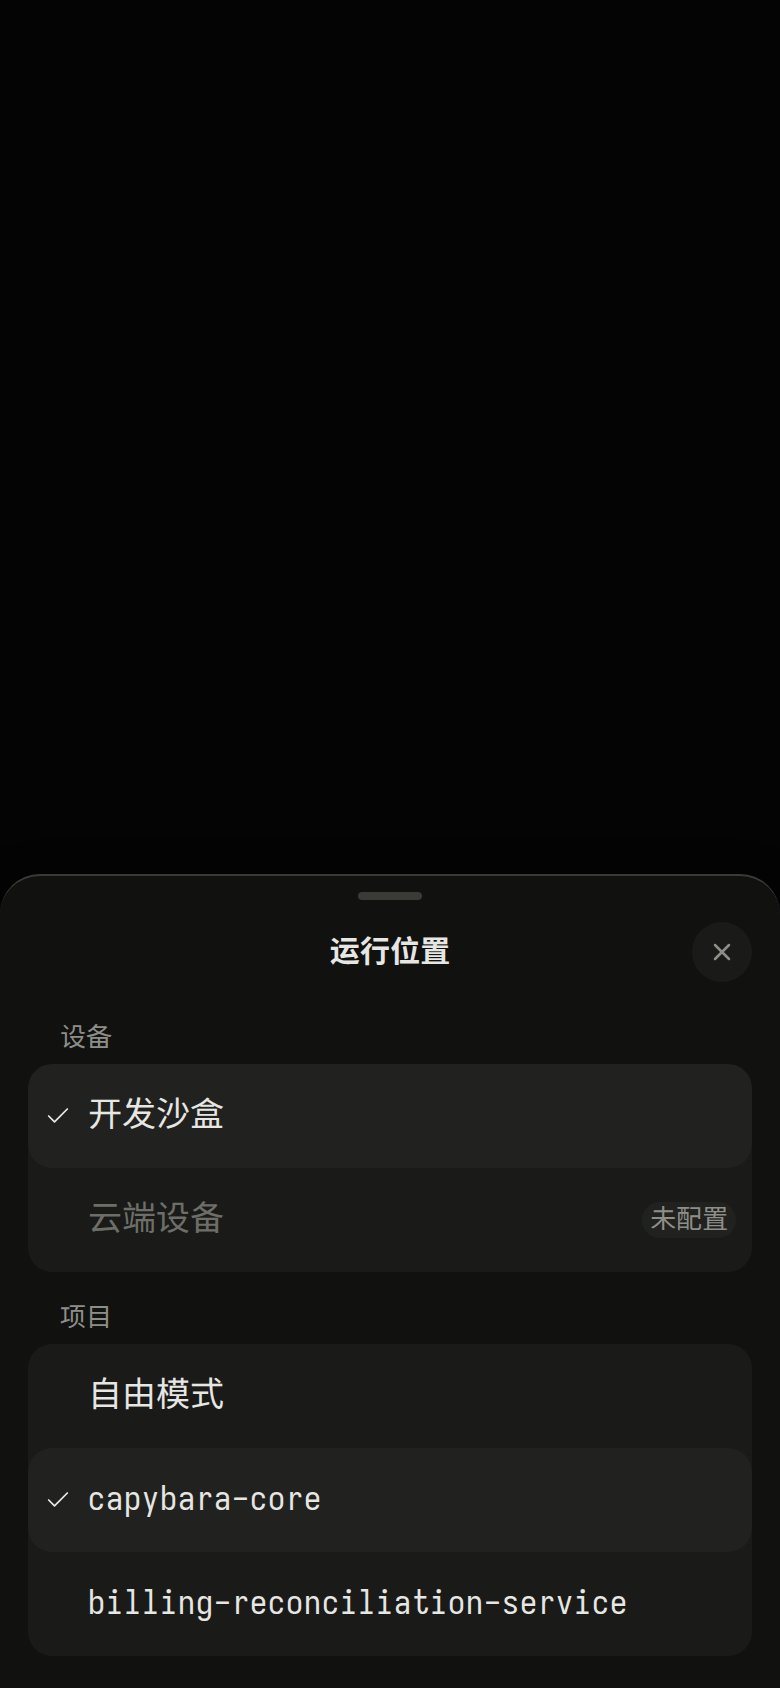 运行位置
设备
开发沙盒
云端设备
未配置
项目
自由模式
capybara-core
billing-reconciliation-service